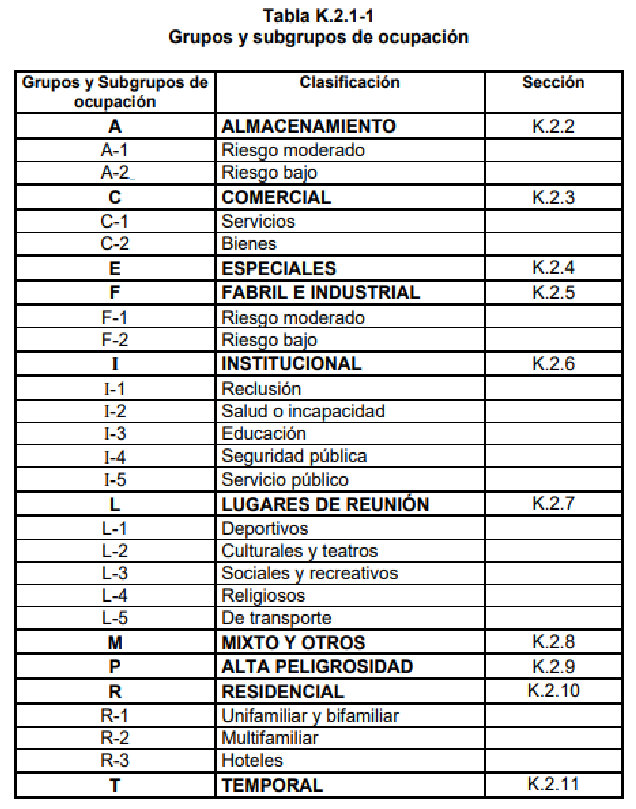 Tabla K.2.1-1
Grupos y subgrupos de ocupación
Grupos y Subgrupos de ocupación Clasificación Sección
A ALMACENAMIENTO K.2.2
A-1 Riesgo moderado
A-2 Riesgo bajo
C COMERCIAL K.2.3
C-1 Servicios
C-2 Bienes
E ESPECIALES K.2.4
F FABRIL E INDUSTRIAL K.2.5
F-1 Riesgo moderado
F-2 Riesgo bajo
I INSTITUCIONAL K.2.6
I-1 Reclusión
I-2 Salud o incapacidad
I-3 Educación
I-4 Seguridad pública
I-5 Servicio público
L LUGARES DE REUNIÓN K.2.7
L-1 Deportivos
L-2 Culturales y teatros
L-3 Sociales y recreativos
L-4 Religiosos
L-5 De transporte
M MIXTO Y OTROS K.2.8
P ALTA PELIGROSIDAD K.2.9
R RESIDENCIAL K.2.10
R-1 Unifamiliar y bifamiliar
R-2 Multifamiliar
R-3 Hoteles
T TEMPORAL K.2.11